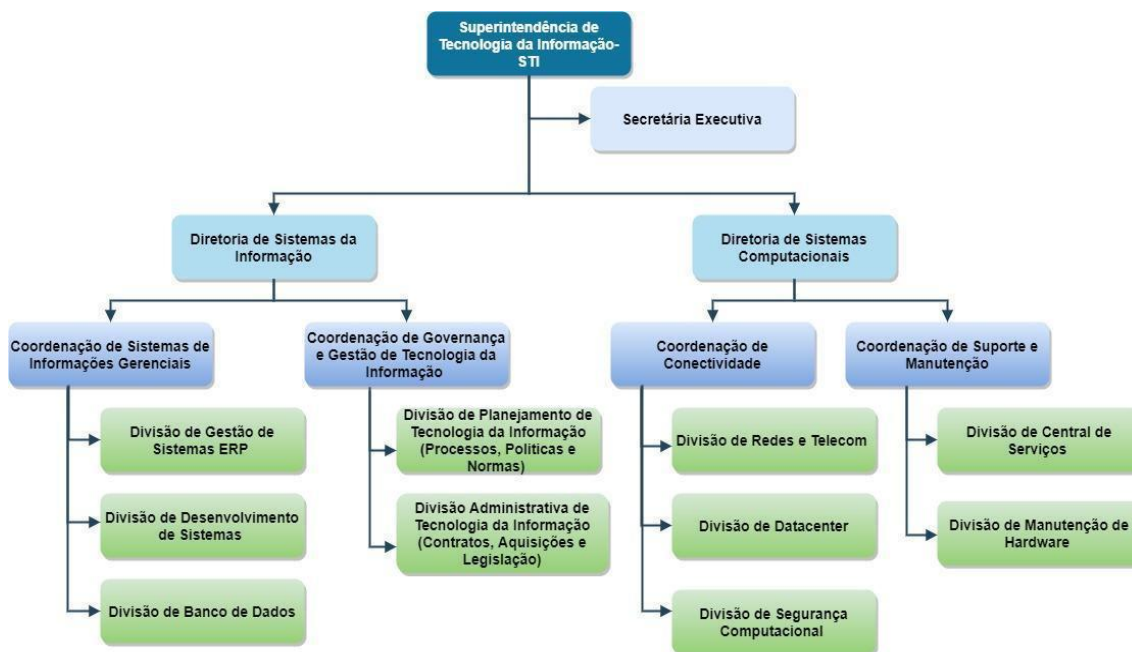 Superintendência de
Tecnologia da Informação-
STI
Secretária Executiva
Diretoria de Sistemas da
Informação
Diretoria de Sistemas
Computacionais
Coordenação de Sistemas de
Informações Gerenciais
Coordenação de Governança
e Gestão de Tecnologia da
Informação
Coordenação de
Conectividade
Coordenação de Suporte e
Manutenção
Divisão de Gestão de
Sistemas ERP
Divisão de Desenvolvimento
de Sistemas
Divisão de Banco de Dados
Divisão de Planejamento de
Tecnologia da Informação
(Processos, Politicas e
Normas)
Divisão Administrativa de
Tecnologia da Informação
(Contratos, Aquisições e
Legislação)
Divisão de Redes e Telecom
Divisão de Datacenter
Divisão de Segurança
Computacional
Divisão de Central de
Serviços
Divisão de Manutenção de
Hardware